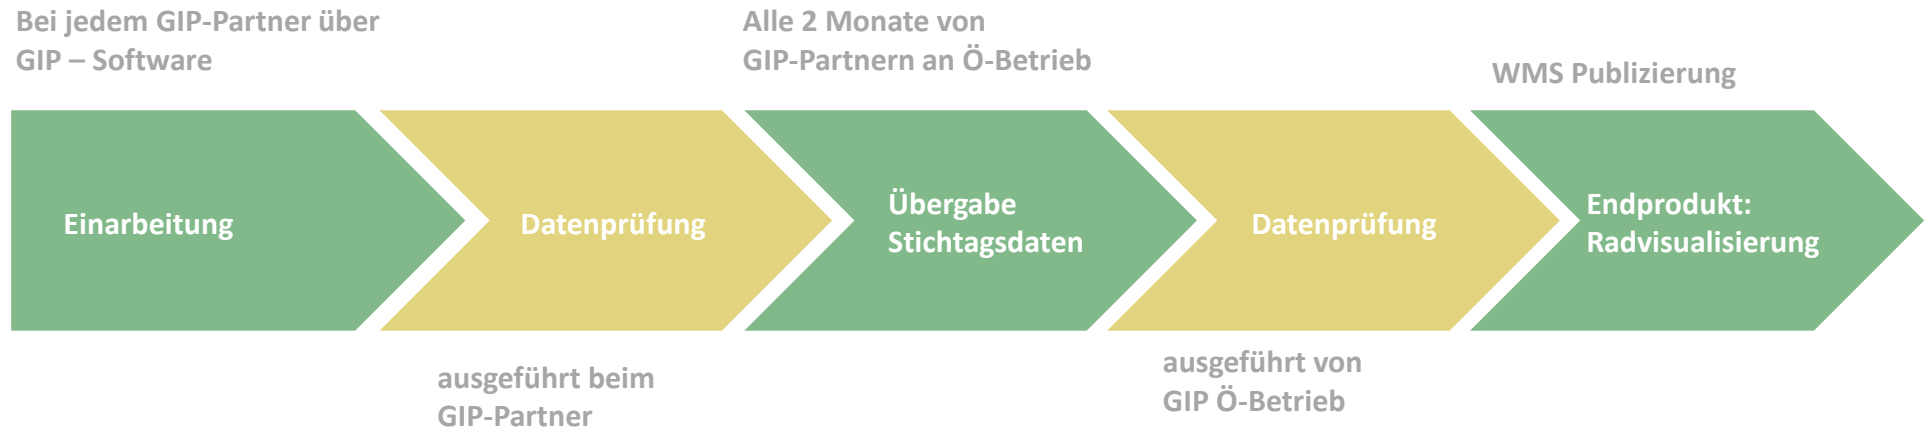 Bei jedem GIP-Partner über
GIP – Software
Alle 2 Monate von
GIP-Partnern an Ö-Betrieb
WMS Publizierung
Einarbeitung
Datenprüfung
Übergabe
Stichtagsdaten
Datenprüfung
Endprodukt:
Radvisualisierung
ausgeführt beim
GIP-Partner
ausgeführt von
GIP Ö-Betrieb